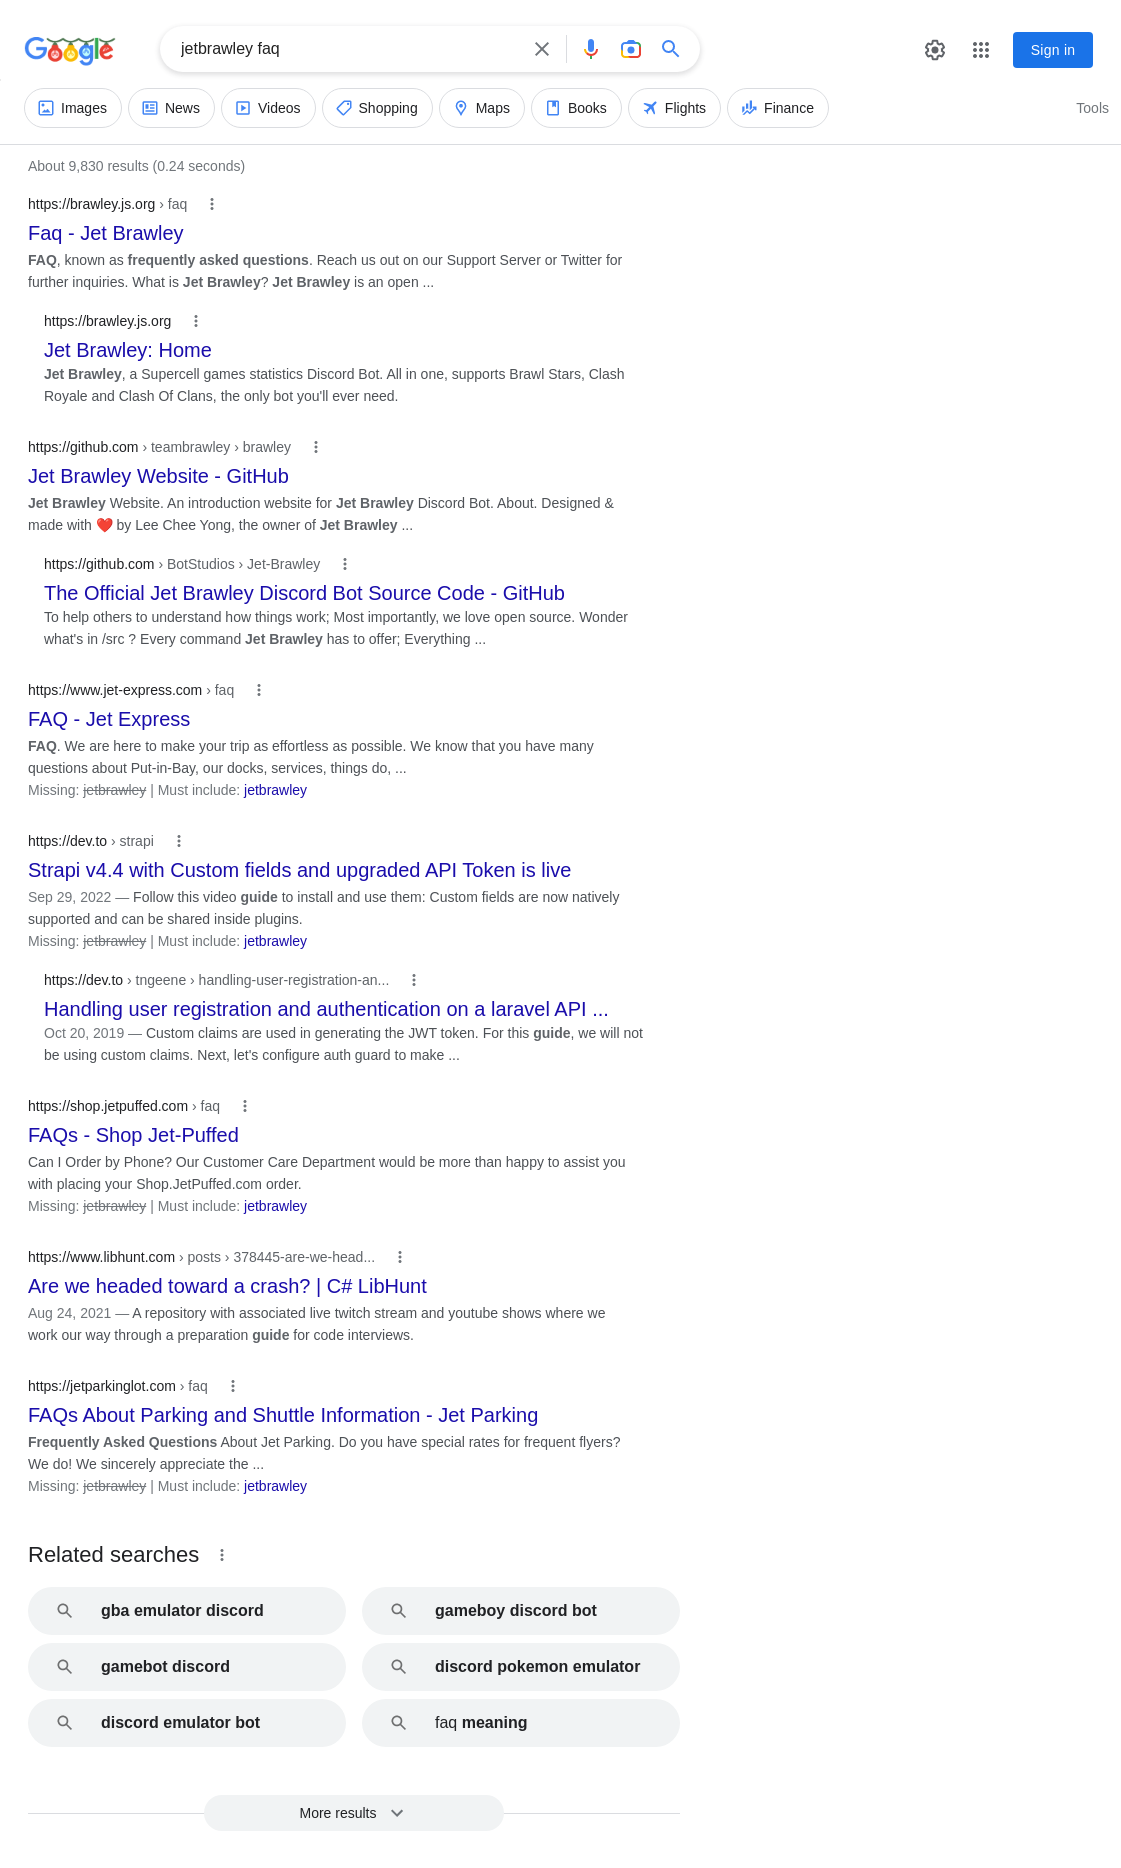 Google
jetbrawley faq
Sign in
Images
News
Videos
Shopping
Maps
Books
Flights
Finance
Tools
About 9,830 results (0.24 seconds)
https://brawley.js.org › faq
Faq - Jet Brawley
FAQ, known as frequently asked questions. Reach us out on our Support Server or Twitter for
further inquiries. What is Jet Brawley? Jet Brawley is an open ...
https://brawley.js.org
Jet Brawley: Home
Jet Brawley, a Supercell games statistics Discord Bot. All in one, supports Brawl Stars, Clash
Royale and Clash Of Clans, the only bot you'll ever need.
https://github.com › teambrawley › brawley
Jet Brawley Website - GitHub
Jet Brawley Website. An introduction website for Jet Brawley Discord Bot. About. Designed &
made with ❤️ by Lee Chee Yong, the owner of Jet Brawley ...
https://github.com › BotStudios › Jet-Brawley
The Official Jet Brawley Discord Bot Source Code - GitHub
To help others to understand how things work; Most importantly, we love open source. Wonder
what's in /src ? Every command Jet Brawley has to offer; Everything ...
https://www.jet-express.com › faq
FAQ - Jet Express
FAQ. We are here to make your trip as effortless as possible. We know that you have many
questions about Put-in-Bay, our docks, services, things do, ...
Missing: jetbrawley | Must include: jetbrawley
https://dev.to › strapi
Strapi v4.4 with Custom fields and upgraded API Token is live
Sep 29, 2022 — Follow this video guide to install and use them: Custom fields are now natively
supported and can be shared inside plugins.
Missing: jetbrawley | Must include: jetbrawley
https://dev.to › tngeene › handling-user-registration-an...
Handling user registration and authentication on a laravel API ...
Oct 20, 2019 — Custom claims are used in generating the JWT token. For this guide, we will not
be using custom claims. Next, let's configure auth guard to make ...
https://shop.jetpuffed.com › faq
FAQs - Shop Jet-Puffed
Can I Order by Phone? Our Customer Care Department would be more than happy to assist you
with placing your Shop.JetPuffed.com order.
Missing: jetbrawley | Must include: jetbrawley
https://www.libhunt.com › posts › 378445-are-we-head...
Are we headed toward a crash? | C# LibHunt
Aug 24, 2021 — A repository with associated live twitch stream and youtube shows where we
work our way through a preparation guide for code interviews.
https://jetparkinglot.com › faq
FAQs About Parking and Shuttle Information - Jet Parking
Frequently Asked Questions About Jet Parking. Do you have special rates for frequent flyers?
We do! We sincerely appreciate the ...
Missing: jetbrawley | Must include: jetbrawley
Related searches
gba emulator discord
gameboy discord bot
gamebot discord
discord pokemon emulator
discord emulator bot
faq meaning
More results